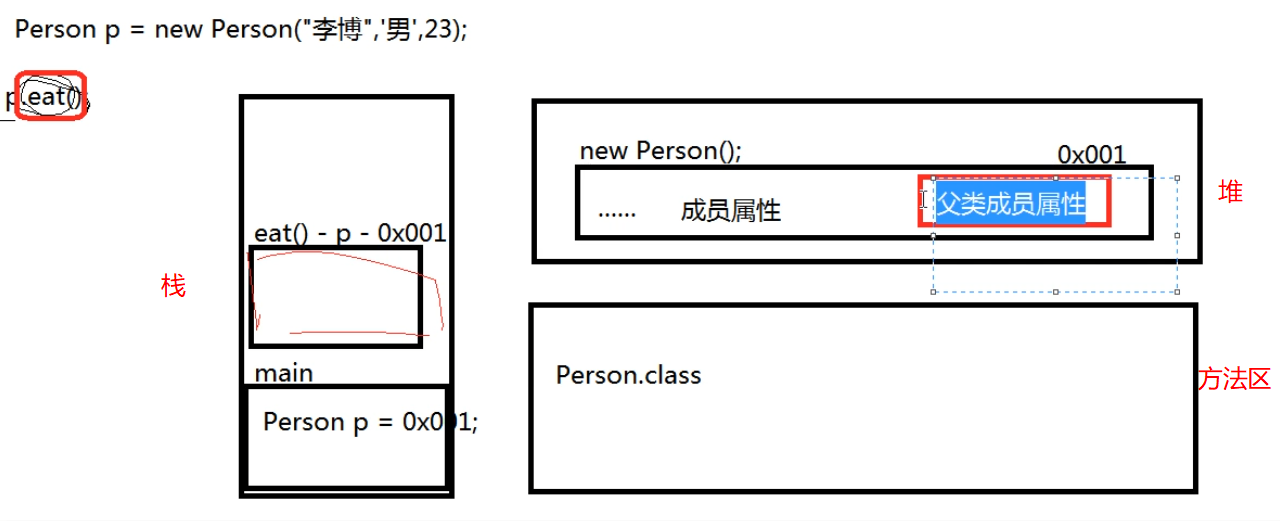 Person p = new Person("李博",'男',23);
p.eat();
new Person();
0x001
...... 成员属性
父类成员属性
堆
eat() - p - 0x001
栈
main
Person p = 0x001;
Person.class
方法区